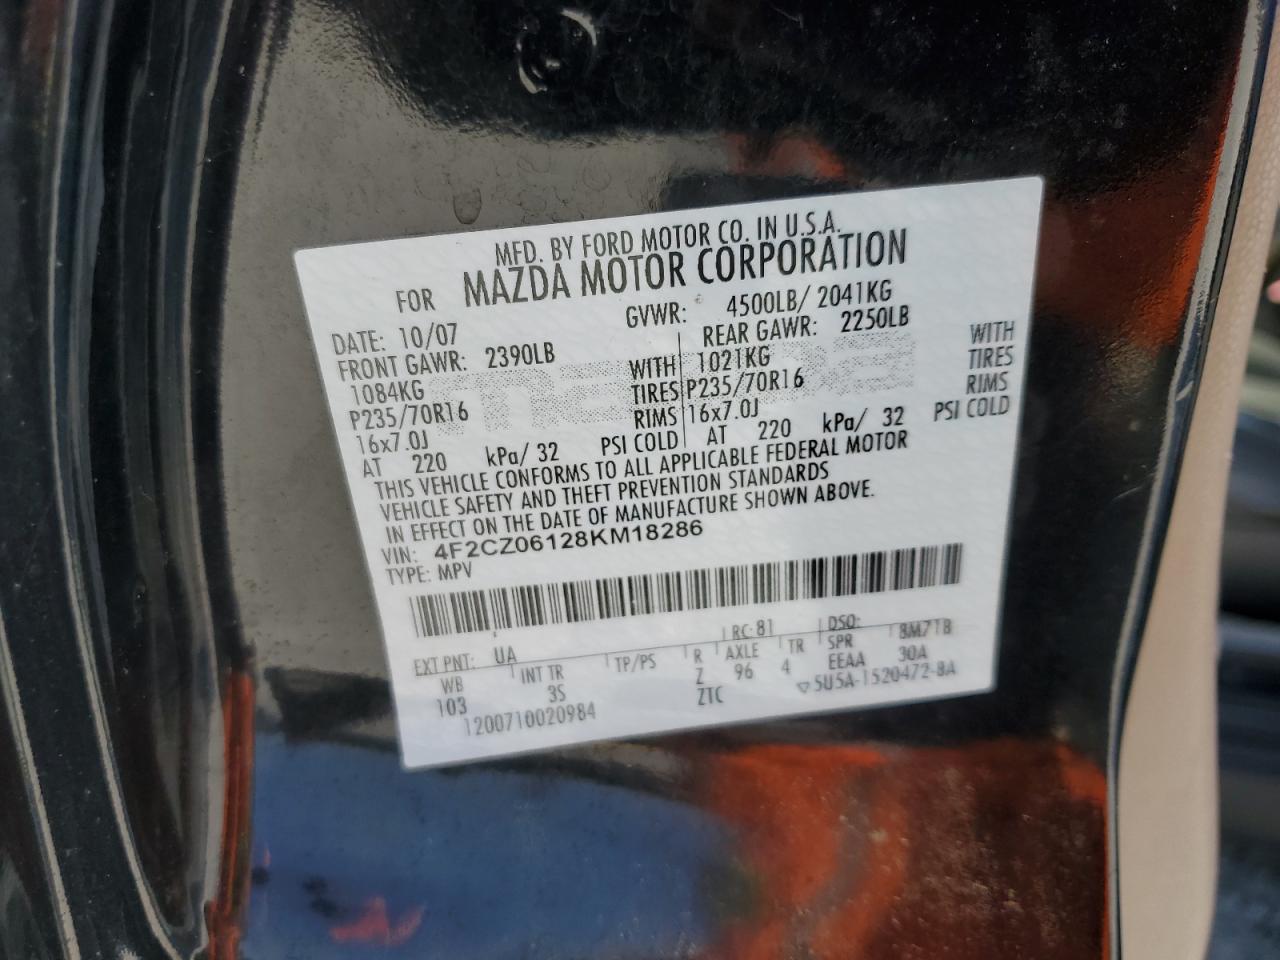 MFD. BY FORD MOTOR CO. IN U.S.A.
FOR MAZDA MOTOR CORPORATION
DATE: 10/07 GVWR: 4500LB/ 2041KG
FRONT GAWR: 2390LB REAR GAWR: 2250LB
1084KG WITH 1021KG WITH
P235/70R16 TIRES P235/70R16 TIRES
16x7.0J RIMS 16x7.0J RIMS
AT 220 kPa/ 32 PSI COLD AT 220 kPa/ 32 PSI COLD
THIS VEHICLE CONFORMS TO ALL APPLICABLE FEDERAL MOTOR
VEHICLE SAFETY AND THEFT PREVENTION STANDARDS
IN EFFECT ON THE DATE OF MANUFACTURE SHOWN ABOVE.
VIN: 4F2CZ06128KM18286
TYPE: MPV
EXT PNT: UA RC: 81 DSO:
WB INT TR TP/PS R AXLE TR SPR 8M71B
103 3S Z 96 4 EEAA 30A
1200710020984 ZTC 5U5A-1520472-BA